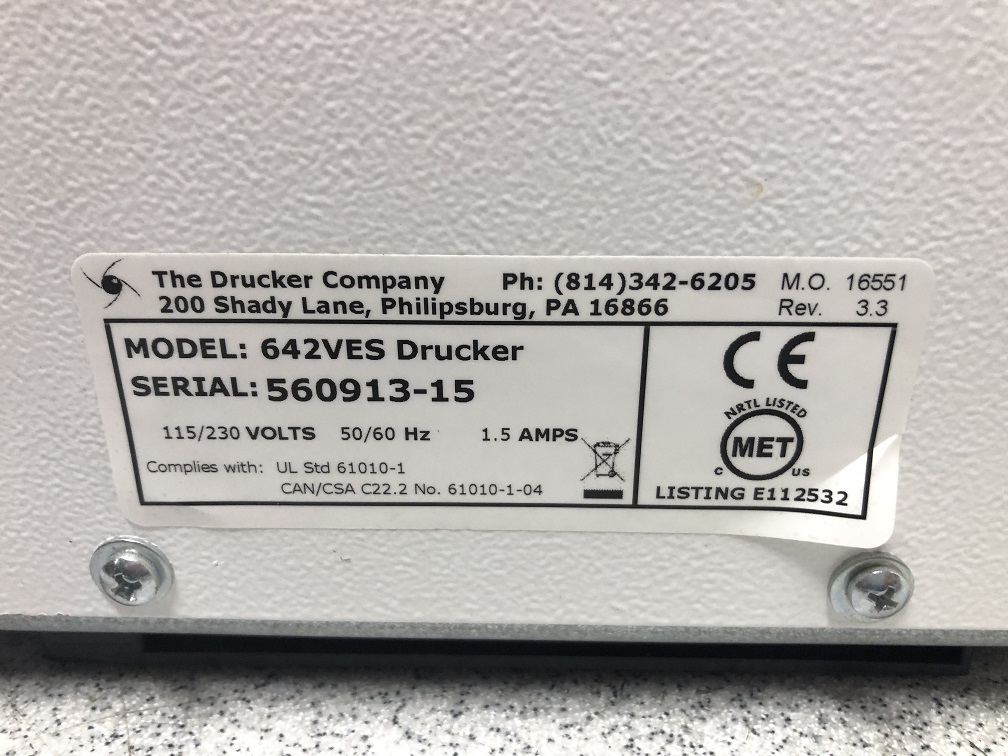 The Drucker Company Ph: (814)342-6205 M.O. 16551
200 Shady Lane, Philipsburg, PA 16866 Rev. 3.3
MODEL: 642VES Drucker
SERIAL: 560913-15
115/230 VOLTS 50/60 Hz 1.5 AMPS
Complies with: UL Std 61010-1
CAN/CSA C22.2 No. 61010-1-04
CE
NRTL LISTED
MET
C US
LISTING E112532